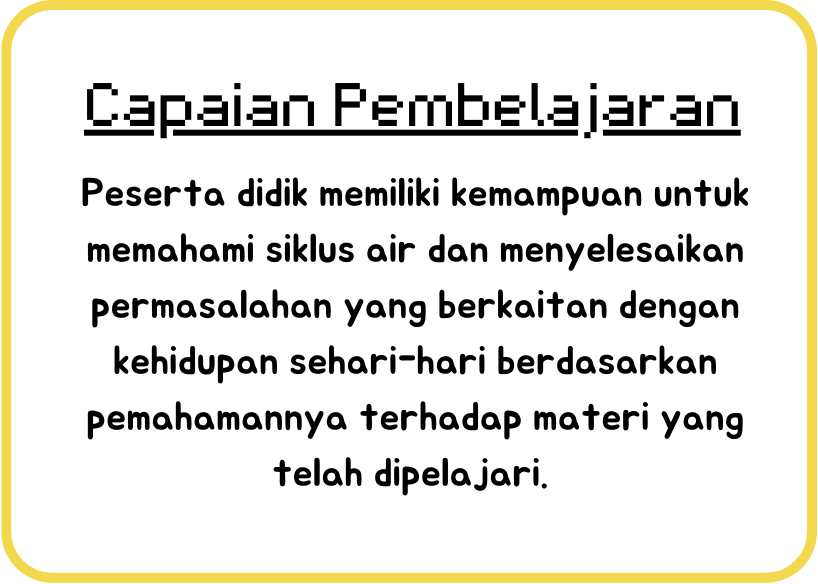 Capaian Pembelajaran
Peserta didik memiliki kemampuan untuk
memahami siklus air dan menyelesaikan
permasalahan yang berkaitan dengan
kehidupan sehari-hari berdasarkan
pemahamannya terhadap materi yang
telah dipelajari.